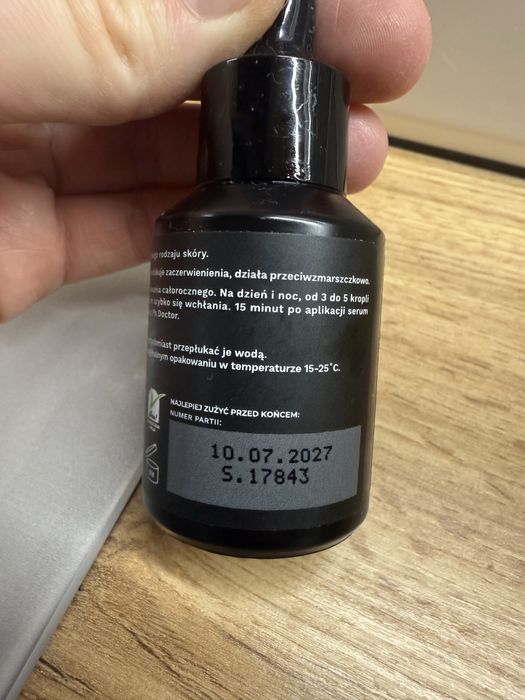 rodzaju skóry.
zaczerwienienia, działa przeciwzmarszczkowo.
całorocznego. Na dzień i noc, od 3 do 5 kropli
szybko się wchłania. 15 minut po aplikacji serum
Ph.Doctor.
przepłukać je wodą.
opakowaniu w temperaturze 15-25°C.
NAJLEPIEJ ZUŻYĆ PRZED KOŃCEM:
NUMER PARTII:
10.07.2027
S.17843